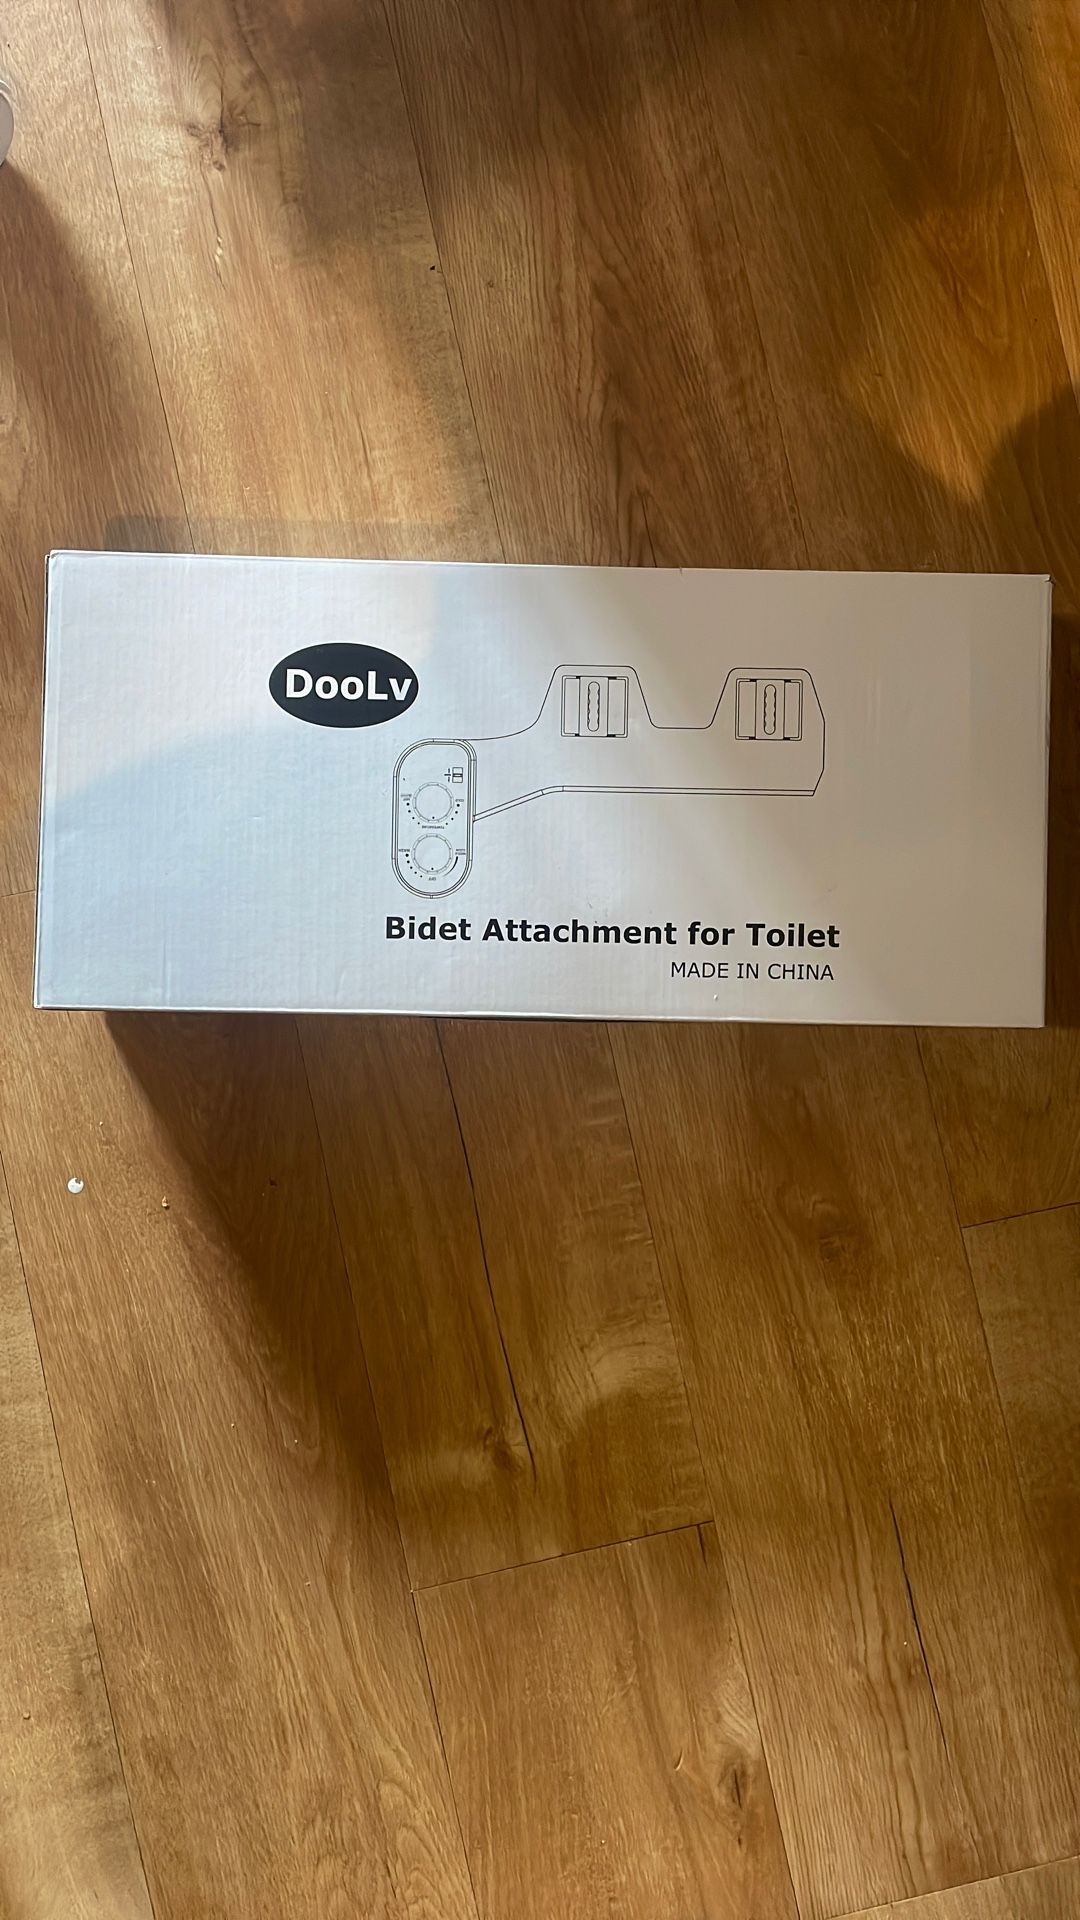 DooLv
Bidet Attachment for Toilet
MADE IN CHINA